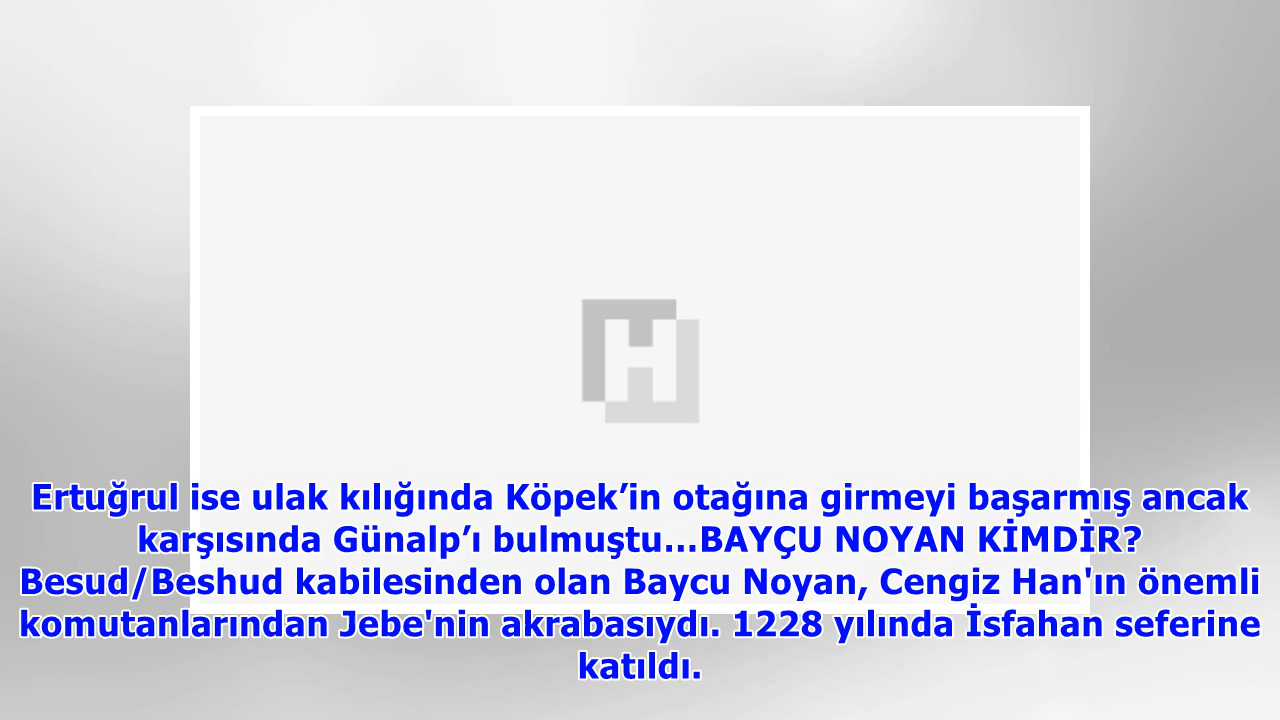 H
Ertuğrul ise ulak kılığında Köpek’in otağına girmeyi başarmış ancak
karşısında Günalp’ı bulmuştu...BAYÇU NOYAN KİMDİR?
Besud/Beshud kabilesinden olan Baycu Noyan, Cengiz Han'ın önemli
komutanlarından Jebe'nin akrabasıydı. 1228 yılında İsfahan seferine
katıldı.